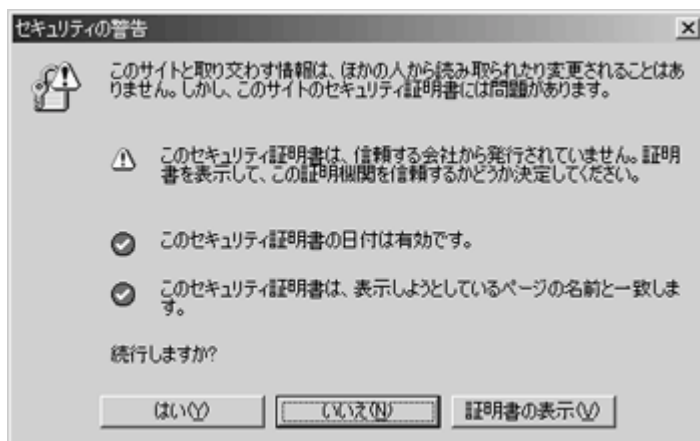 セキュリティの警告
このサイトと取り交わす情報は、ほかの人から読み取られたり変更されることはあ
りません。しかし、このサイトのセキュリティ証明書には問題があります。
このセキュリティ証明書は、信頼する会社から発行されていません。証明
書を表示して、この証明機関を信頼するかどうか決定してください。
このセキュリティ証明書の日付は有効です。
このセキュリティ証明書は、表示しようとしているページの名前と一致しま
す。
続行しますか?
はい(Y) いいえ(N) 証明書の表示(V)